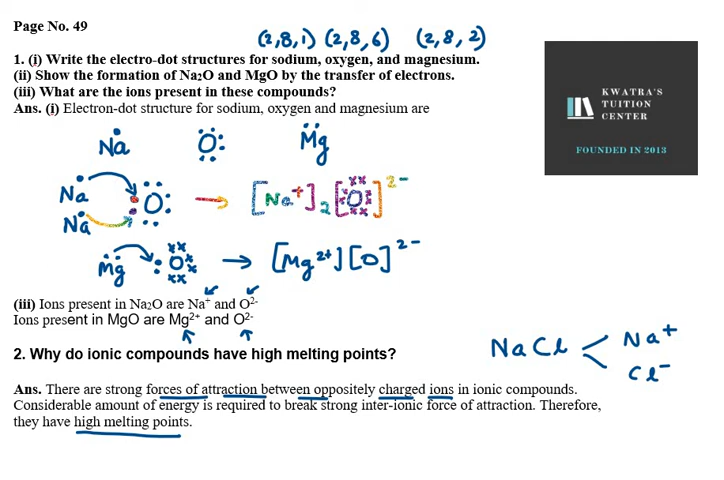 Page No. 49
(2,8,1) (2,8,6) (2,8,2)
1. (i) Write the electro-dot structures for sodium, oxygen, and magnesium.
(ii) Show the formation of Na₂O and MgO by the transfer of electrons.
(iii) What are the ions present in these compounds?
Ans. (i) Electron-dot structure for sodium, oxygen and magnesium are
KWATRA'S
TUITION
CENTER
FOUNDED IN 2013
Na O Mg
Na
Na O → [Na⁺]₂ [O]²⁻
Mg O → [Mg²⁺] [O]²⁻
(iii) Ions present in Na₂O are Na⁺ and O²⁻
Ions present in MgO are Mg²⁺ and O²⁻
NaCl < Na⁺
Cl⁻
2. Why do ionic compounds have high melting points?
Ans. There are strong forces of attraction between oppositely charged ions in ionic compounds.
Considerable amount of energy is required to break strong inter-ionic force of attraction. Therefore,
they have high melting points.